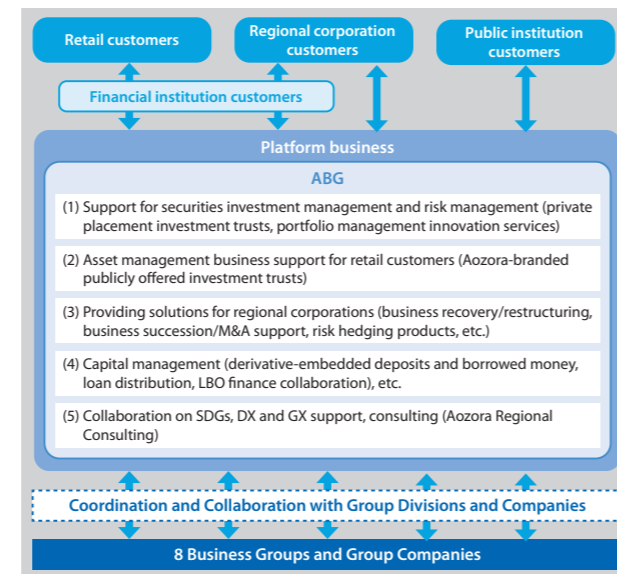 Retail customers
Regional corporation
customers
Public institution
customers
Financial institution customers
Platform business
ABG
(1) Support for securities investment management and risk management (private
placement investment trusts, portfolio management innovation services)
(2) Asset management business support for retail customers (Aozora-branded
publicly offered investment trusts)
(3) Providing solutions for regional corporations (business recovery/restructuring,
business succession/M&A support, risk hedging products, etc.)
(4) Capital management (derivative-embedded deposits and borrowed money,
loan distribution, LBO finance collaboration), etc.
(5) Collaboration on SDGs, DX and GX support, consulting (Aozora Regional
Consulting)
Coordination and Collaboration with Group Divisions and Companies
8 Business Groups and Group Companies